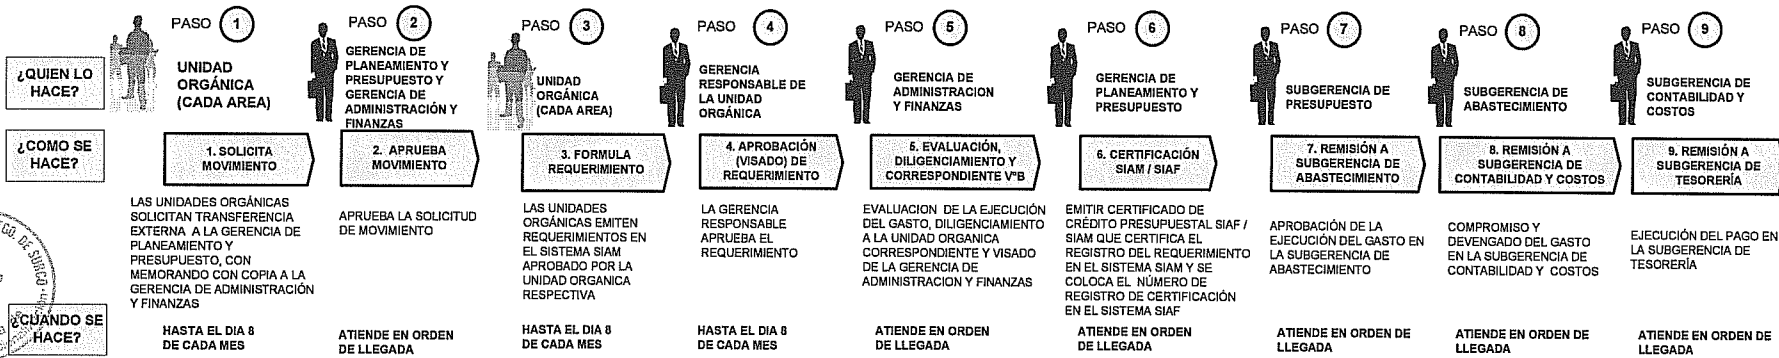 PASO 1
PASO 2
PASO 3
PASO 4
PASO 5
PASO 6
PASO 7
PASO 8
PASO 9
¿QUIEN LO
HACE?
UNIDAD
ORGÁNICA
(CADA AREA)
GERENCIA DE
PLANEAMIENTO Y
PRESUPUESTO Y
GERENCIA DE
ADMINISTRACIÓN Y
FINANZAS
UNIDAD
ORGÁNICA
(CADA AREA)
GERENCIA
RESPONSABLE DE
LA UNIDAD
ORGÁNICA
GERENCIA DE
ADMINISTRACION
Y FINANZAS
GERENCIA DE
PLANEAMIENTO Y
PRESUPUESTO
SUBGERENCIA DE
PRESUPUESTO
SUBGERENCIA DE
ABASTECIMIENTO
SUBGERENCIA DE
CONTABILIDAD Y
COSTOS
¿COMO SE
HACE?
1. SOLICITA
MOVIMIENTO
2. APRUEBA
MOVIMIENTO
3. FORMULA
REQUERIMIENTO
4. APROBACIÓN
(VISADO) DE
REQUERIMIENTO
5. EVALUACIÓN,
DILIGENCIAMIENTO Y
CORRESPONDIENTE V°B
6. CERTIFICACIÓN
SIAM / SIAF
7. REMISIÓN A
SUBGERENCIA DE
ABASTECIMIENTO
8. REMISIÓN A
SUBGERENCIA DE
CONTABILIDAD Y COSTOS
9. REMISIÓN A
SUBGERENCIA DE
TESORERÍA
LAS UNIDADES ORGÁNICAS
SOLICITAN TRANSFERENCIA
EXTERNA A LA GERENCIA DE
PLANEAMIENTO Y
PRESUPUESTO, CON
MEMORANDO CON COPIA A LA
GERENCIA DE ADMINISTRACIÓN
Y FINANZAS
APRUEBA LA SOLICITUD
DE MOVIMIENTO
LAS UNIDADES
ORGÁNICAS EMITEN
REQUERIMIENTOS EN
EL SISTEMA SIAM
APROBADO POR LA
UNIDAD ORGANICA
RESPECTIVA
LA GERENCIA
RESPONSABLE
APRUEBA EL
REQUERIMIENTO
EVALUACION DE LA EJECUCIÓN
DEL GASTO, DILIGENCIAMIENTO
A LA UNIDAD ORGANICA
CORRESPONDIENTE Y VISADO
DE LA GERENCIA DE
ADMINISTRACION Y FINANZAS
EMITIR CERTIFICADO DE
CRÉDITO PRESUPUESTAL SIAF /
SIAM QUE CERTIFICA EL
REGISTRO DEL REQUERIMIENTO
EN EL SISTEMA SIAM Y SE
COLOCA EL NÚMERO DE
REGISTRO DE CERTIFICACIÓN
EN EL SISTEMA SIAF
APROBACIÓN DE LA
EJECUCIÓN DEL GASTO EN
LA SUBGERENCIA DE
ABASTECIMIENTO
COMPROMISO Y
DEVENGADO DEL GASTO
EN LA SUBGERENCIA DE
CONTABILIDAD Y COSTOS
EJECUCIÓN DEL PAGO EN
LA SUBGERENCIA DE
TESORERÍA
DE SURCO
¿CUANDO SE
HACE?
HASTA EL DIA 8
DE CADA MES
ATIENDE EN ORDEN
DE LLEGADA
HASTA EL DIA 8
DE CADA MES
HASTA EL DIA 8
DE CADA MES
ATIENDE EN ORDEN
DE LLEGADA
ATIENDE EN ORDEN
DE LLEGADA
ATIENDE EN ORDEN DE
LLEGADA
ATIENDE EN ORDEN DE
LLEGADA
ATIENDE EN ORDEN DE
LLEGADA